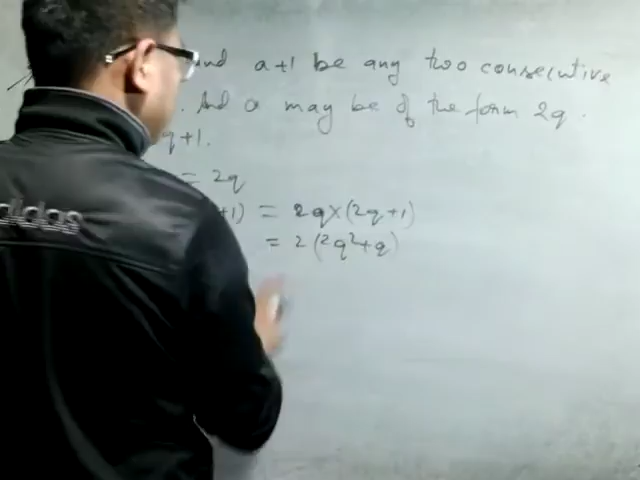 and a+1 be any two consecutive
. And a may be of the form 2q .
q+1.
= 2q
+1) = 2q×(2q+1)
= 2(2q²+q)
adidas